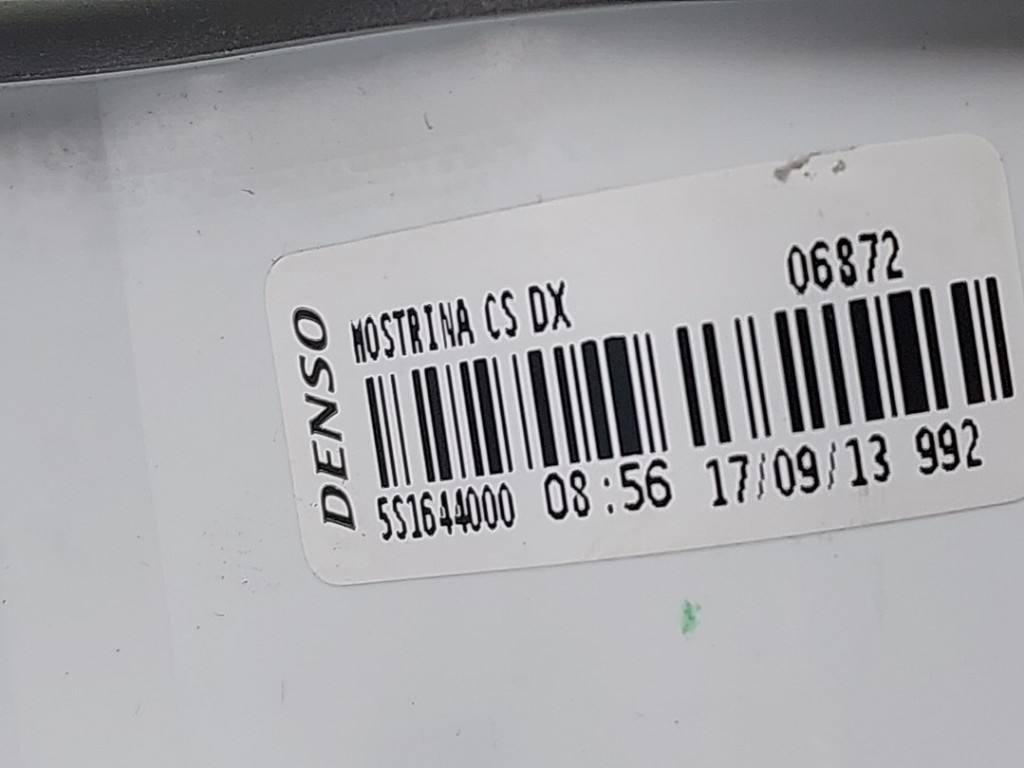 DENSO
MOSTRINA CS DX
06872
5S1644000 08:56 17/09/13 992